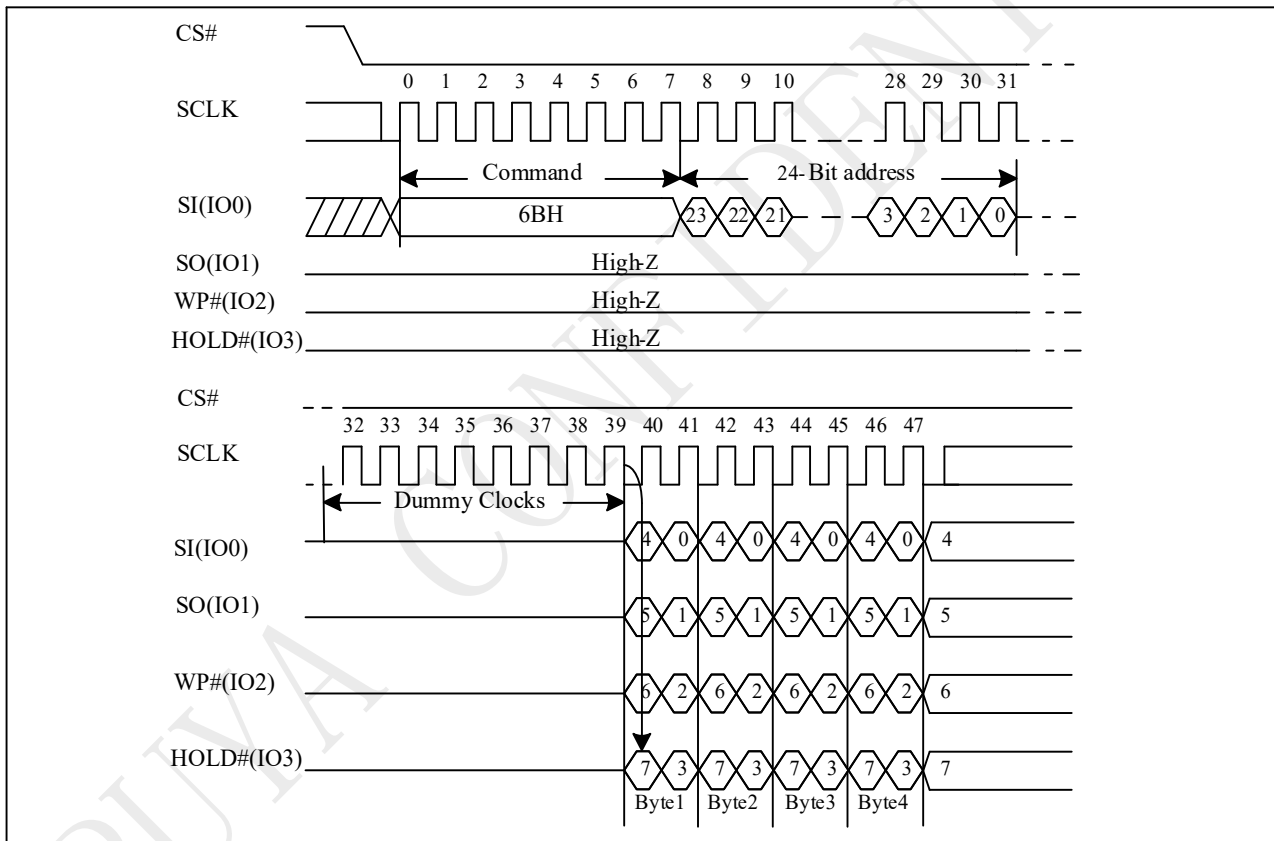 CS#
0 1 2 3 4 5 6 7 8 9 10 28 29 30 31
SCLK
Command 24-Bit address
SI(IO0) 6BH 23 22 21 3 2 1 0
SO(IO1) High-Z
WP#(IO2) High-Z
HOLD#(IO3) High-Z
CS#
32 33 34 35 36 37 38 39 40 41 42 43 44 45 46 47
SCLK
Dummy Clocks
SI(IO0) 4 0 4 0 4 0 4 0 4
SO(IO1) 5 1 5 1 5 1 5 1 5
WP#(IO2) 6 2 6 2 6 2 6 2 6
HOLD#(IO3) 7 3 7 3 7 3 7 3 7
Byte1 Byte2 Byte3 Byte4
PUYA CONFIDENT